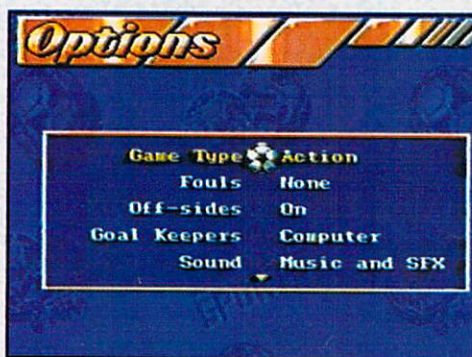 Options
Game Type Action
Fouls None
Off-sides On
Goal Keepers Computer
Sound Music and SFX